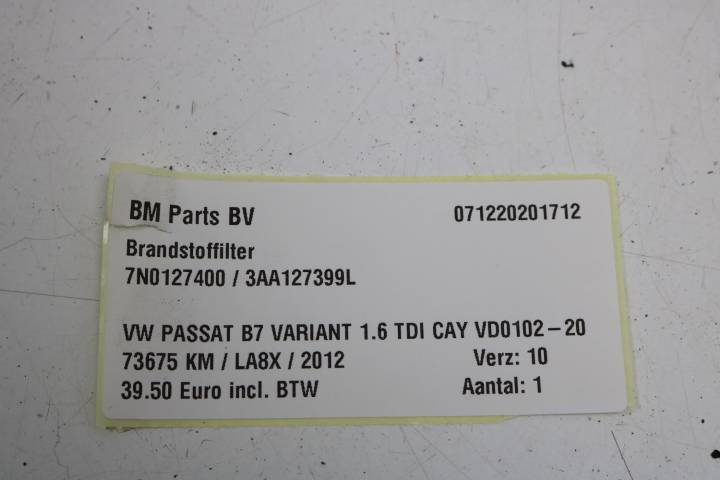 BM Parts BV 071220201712
Brandstoffilter
7N0127400 / 3AA127399L
VW PASSAT B7 VARIANT 1.6 TDI CAY VD0102-20
73675 KM / LA8X / 2012 Verz: 10
39.50 Euro incl. BTW Aantal: 1